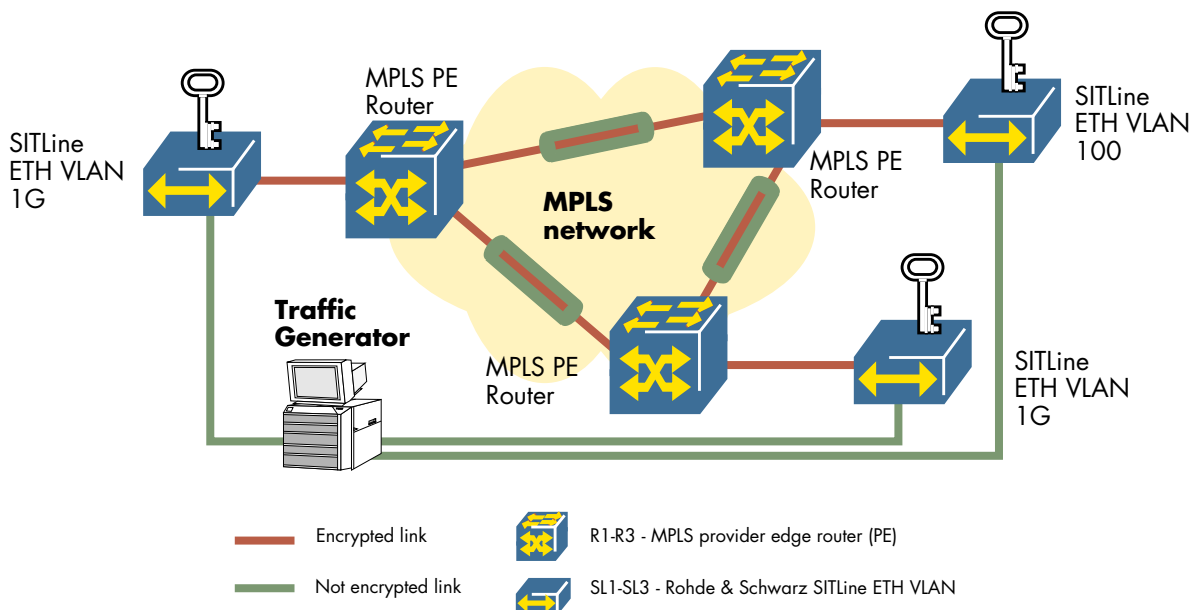 MPLS PE
Router
SITLine
ETH VLAN
1G
SITLine
ETH VLAN
100
MPLS PE
Router
MPLS
network
Traffic
Generator
MPLS PE
Router
SITLine
ETH VLAN
1G
Encrypted link
R1-R3 - MPLS provider edge router (PE)
Not encrypted link
SL1-SL3 - Rohde & Schwarz SITLine ETH VLAN